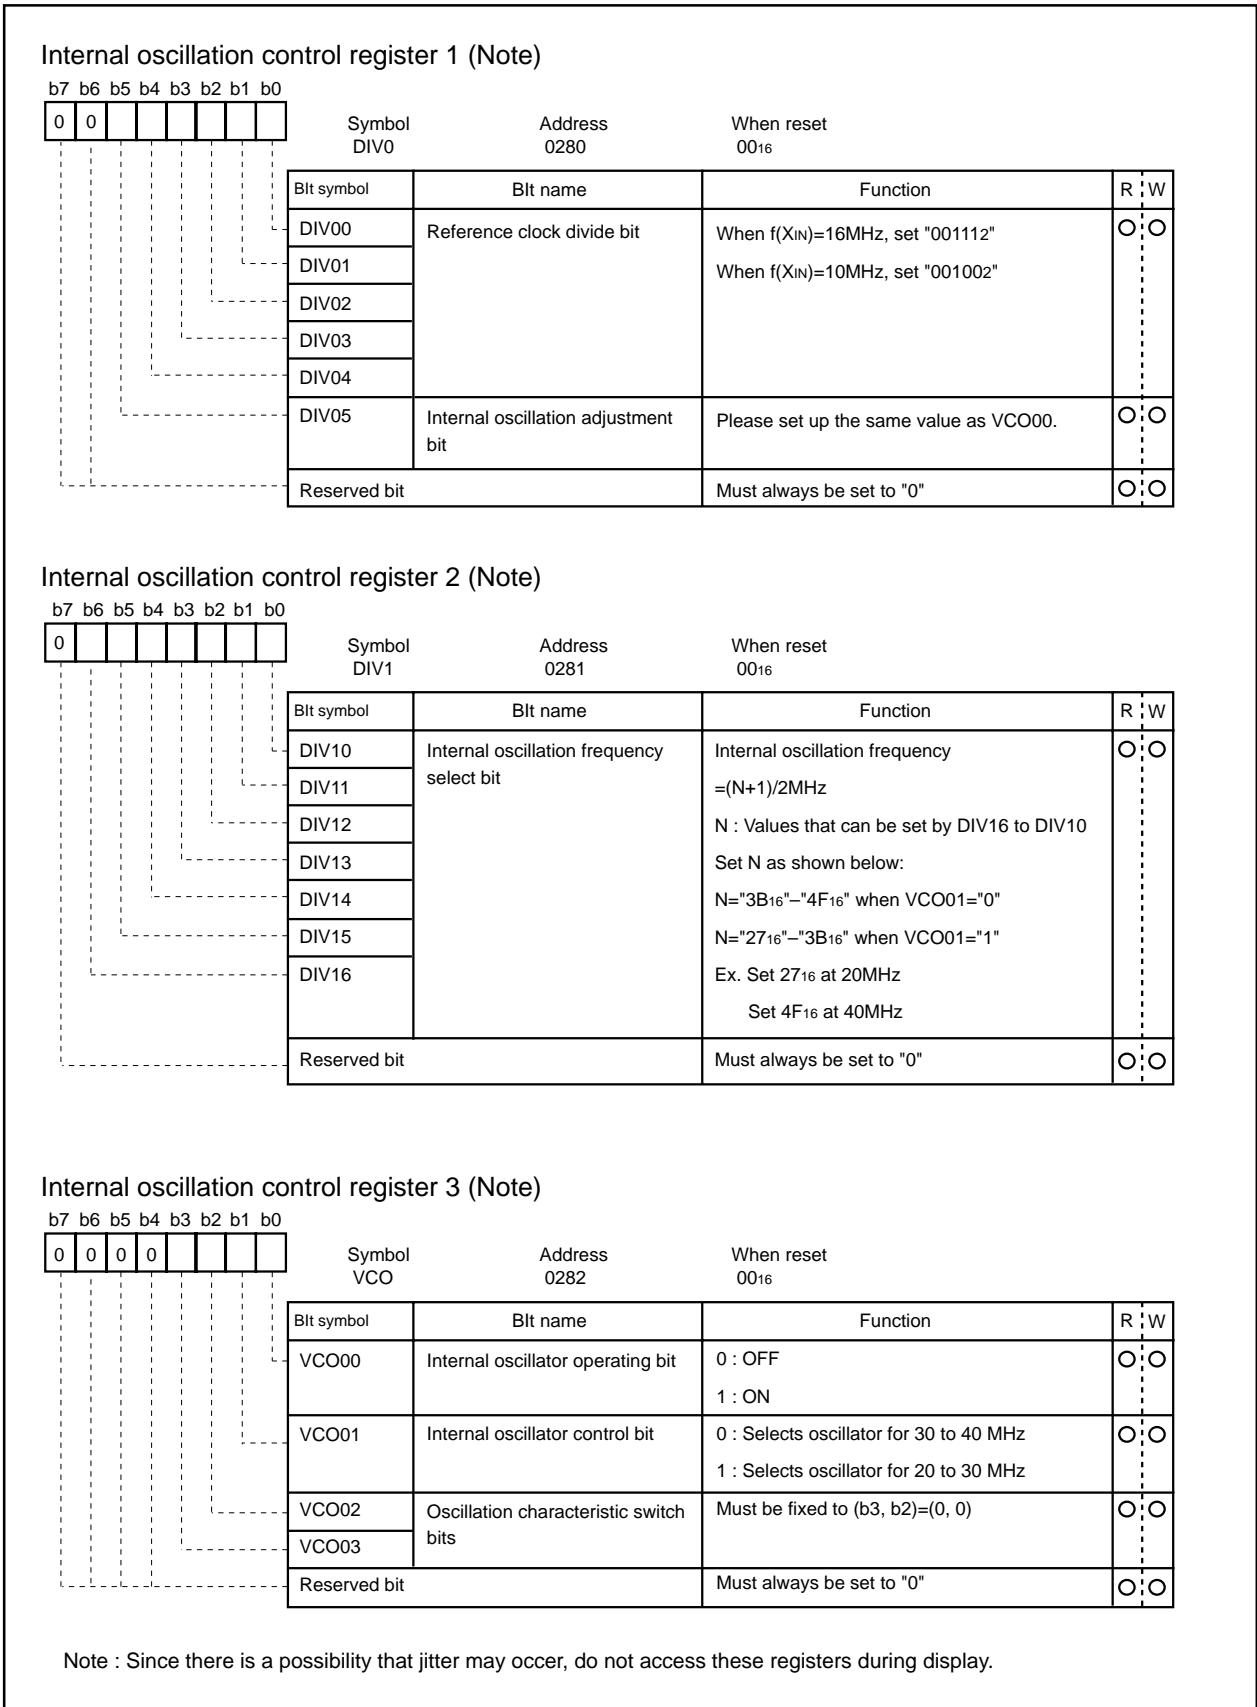 Internal oscillation control register 1 (Note)
b7 b6 b5 b4 b3 b2 b1 b0
0 0
Symbol Address When reset
DIV0 0280 0016
BIt symbol BIt name Function R W
DIV00 Reference clock divide bit When f(XIN)=16MHz, set "001112"
DIV01 When f(XIN)=10MHz, set "001002"
DIV02
DIV03
DIV04
DIV05 Internal oscillation adjustment Please set up the same value as VCO00.
bit
Reserved bit Must always be set to "0"
Internal oscillation control register 2 (Note)
b7 b6 b5 b4 b3 b2 b1 b0
0
Symbol Address When reset
DIV1 0281 0016
BIt symbol BIt name Function R W
DIV10 Internal oscillation frequency Internal oscillation frequency
DIV11 select bit =(N+1)/2MHz
DIV12 N : Values that can be set by DIV16 to DIV10
DIV13 Set N as shown below:
DIV14 N="3B16"–"4F16" when VCO01="0"
DIV15 N="2716"–"3B16" when VCO01="1"
DIV16 Ex. Set 2716 at 20MHz
Set 4F16 at 40MHz
Reserved bit Must always be set to "0"
Internal oscillation control register 3 (Note)
b7 b6 b5 b4 b3 b2 b1 b0
0 0 0 0
Symbol Address When reset
VCO 0282 0016
BIt symbol BIt name Function R W
VCO00 Internal oscillator operating bit 0 : OFF
1 : ON
VCO01 Internal oscillator control bit 0 : Selects oscillator for 30 to 40 MHz
1 : Selects oscillator for 20 to 30 MHz
VCO02 Oscillation characteristic switch Must be fixed to (b3, b2)=(0, 0)
VCO03 bits
Reserved bit Must always be set to "0"
Note : Since there is a possibility that jitter may occer, do not access these registers during display.